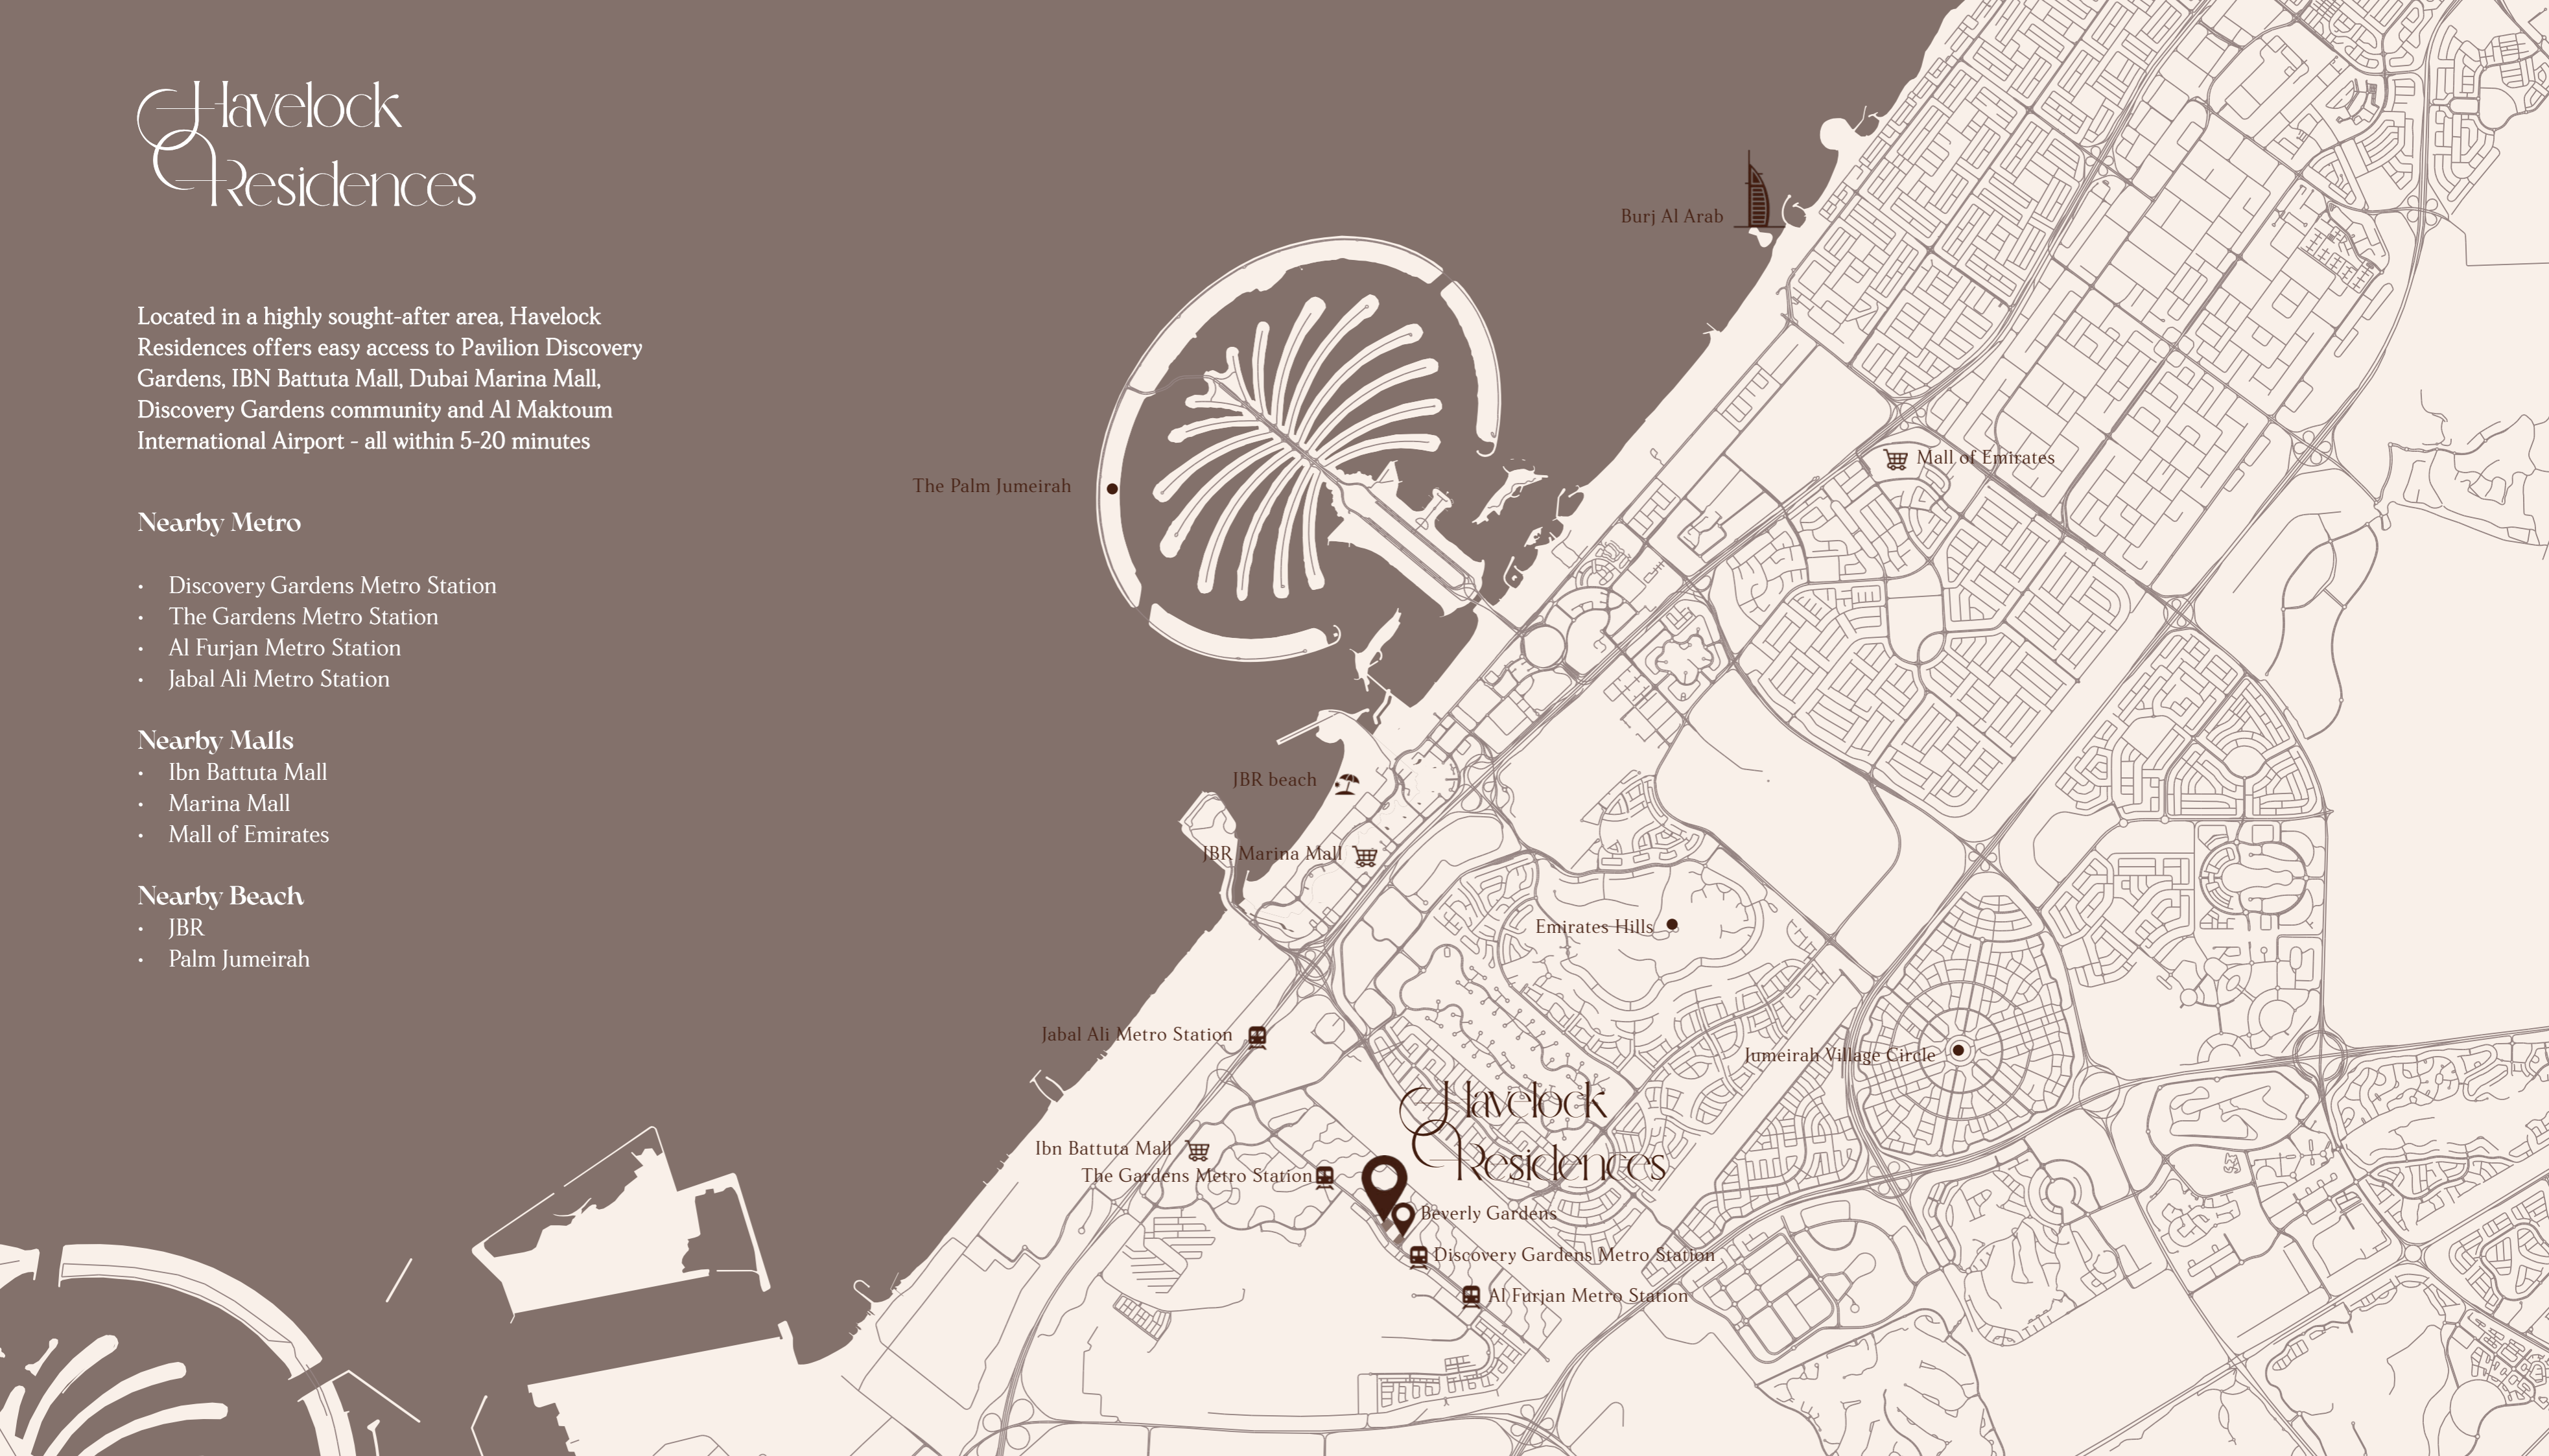 Havelock
Residences
Located in a highly sought-after area, Havelock
Residences offers easy access to Pavilion Discovery
Gardens, IBN Battuta Mall, Dubai Marina Mall,
Discovery Gardens community and Al Maktoum
International Airport - all within 5-20 minutes
Nearby Metro
• Discovery Gardens Metro Station
• The Gardens Metro Station
• Al Furjan Metro Station
• Jabal Ali Metro Station
Nearby Malls
• Ibn Battuta Mall
• Marina Mall
• Mall of Emirates
Nearby Beach
• JBR
• Palm Jumeirah
Burj Al Arab
Mall of Emirates
The Palm Jumeirah
JBR beach
JBR Marina Mall
Emirates Hills
Jabal Ali Metro Station
Jumeirah Village Circle
Havelock
Residences
Ibn Battuta Mall
The Gardens Metro Station
Beverly Gardens
Discovery Gardens Metro Station
Al Furjan Metro Station